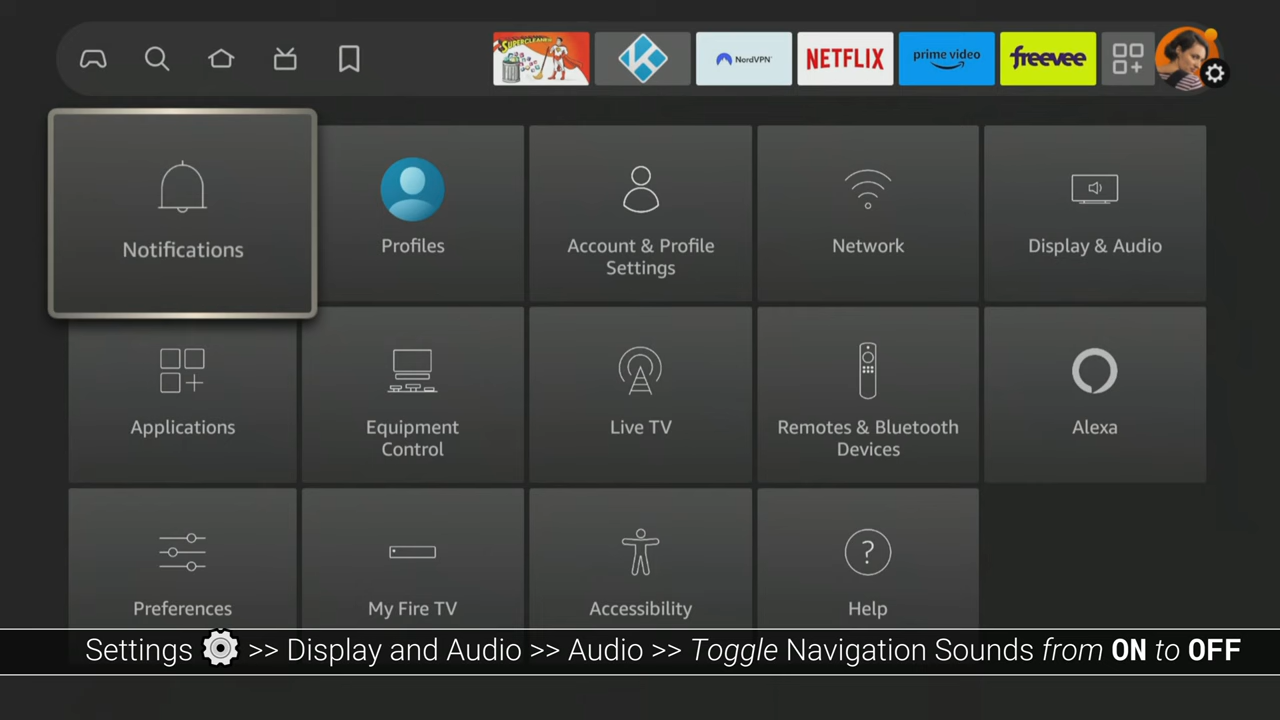 SUPERCLEANER
NordVPN
NETFLIX
prime video
freevee
Notifications
Profiles
Account & Profile
Settings
Network
Display & Audio
Applications
Equipment
Control
Live TV
Remotes & Bluetooth
Devices
Alexa
Preferences
My Fire TV
Accessibility
Help
Settings >> Display and Audio >> Audio >> Toggle Navigation Sounds from ON to OFF